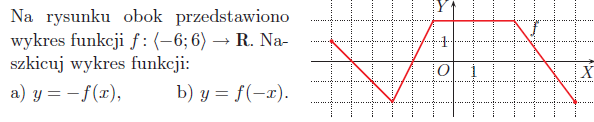 Na rysunku obok przedstawiono
wykres funkcji f : ⟨−6; 6⟩ → R. Na-
szkicuj wykres funkcji:
a) y = −f(x), b) y = f(−x).
Y
f
1
O 1 X